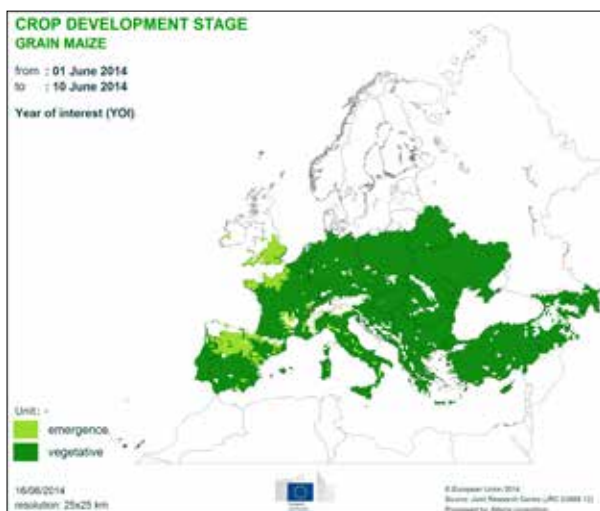 CROP DEVELOPMENT STAGE
GRAIN MAIZE
from : 01 June 2014
to : 10 June 2014
Year of interest (YOI)
Unit: -
emergence
vegetative
16/06/2014
resolution: 25x25 km
© European Union 2014
Source: Joint Research Centre